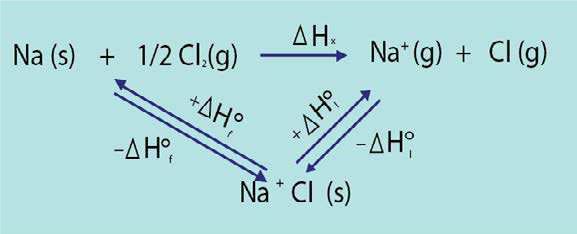 Na (s) + 1/2 Cl₂(g) ΔHₓ Na⁺(g) + Cl (g)
+ΔH°f +ΔH°l
-ΔH°f -ΔH°l
Na⁺Cl (s)